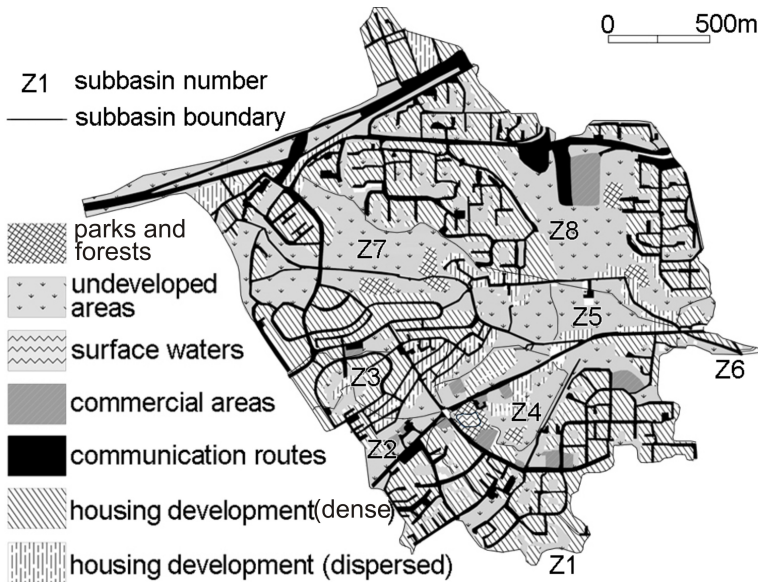 0 500m
Z1 subbasin number
subbasin boundary
parks and
forests
undeveloped
areas
surface waters
commercial areas
communication routes
housing development (dense)
housing development (dispersed)
Z8
Z7
Z5
Z6
Z3
Z4
Z2
Z1